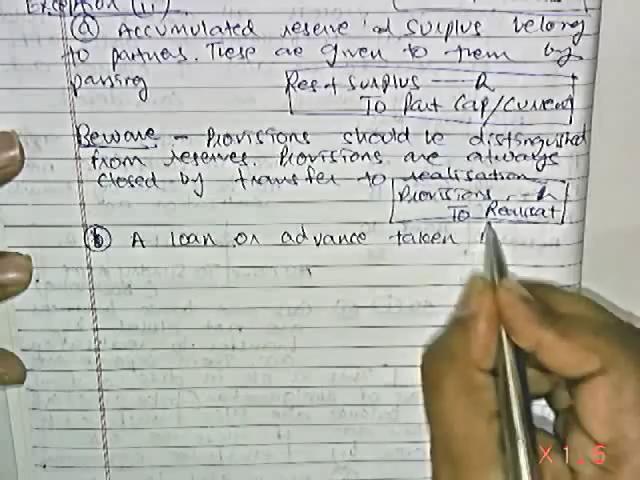 Exception (ii)
(a) Accumulated reserve and surplus belong
to partners. These are given to them by
passing
Res + Surplus — Dr
To Part Cap/Current
Beware - Provisions should be distinguished
from reserves. Provisions are always
closed by transfer to realisation
Provisions — Dr
To Realisat
(b) A loan or advance taken
X1.5